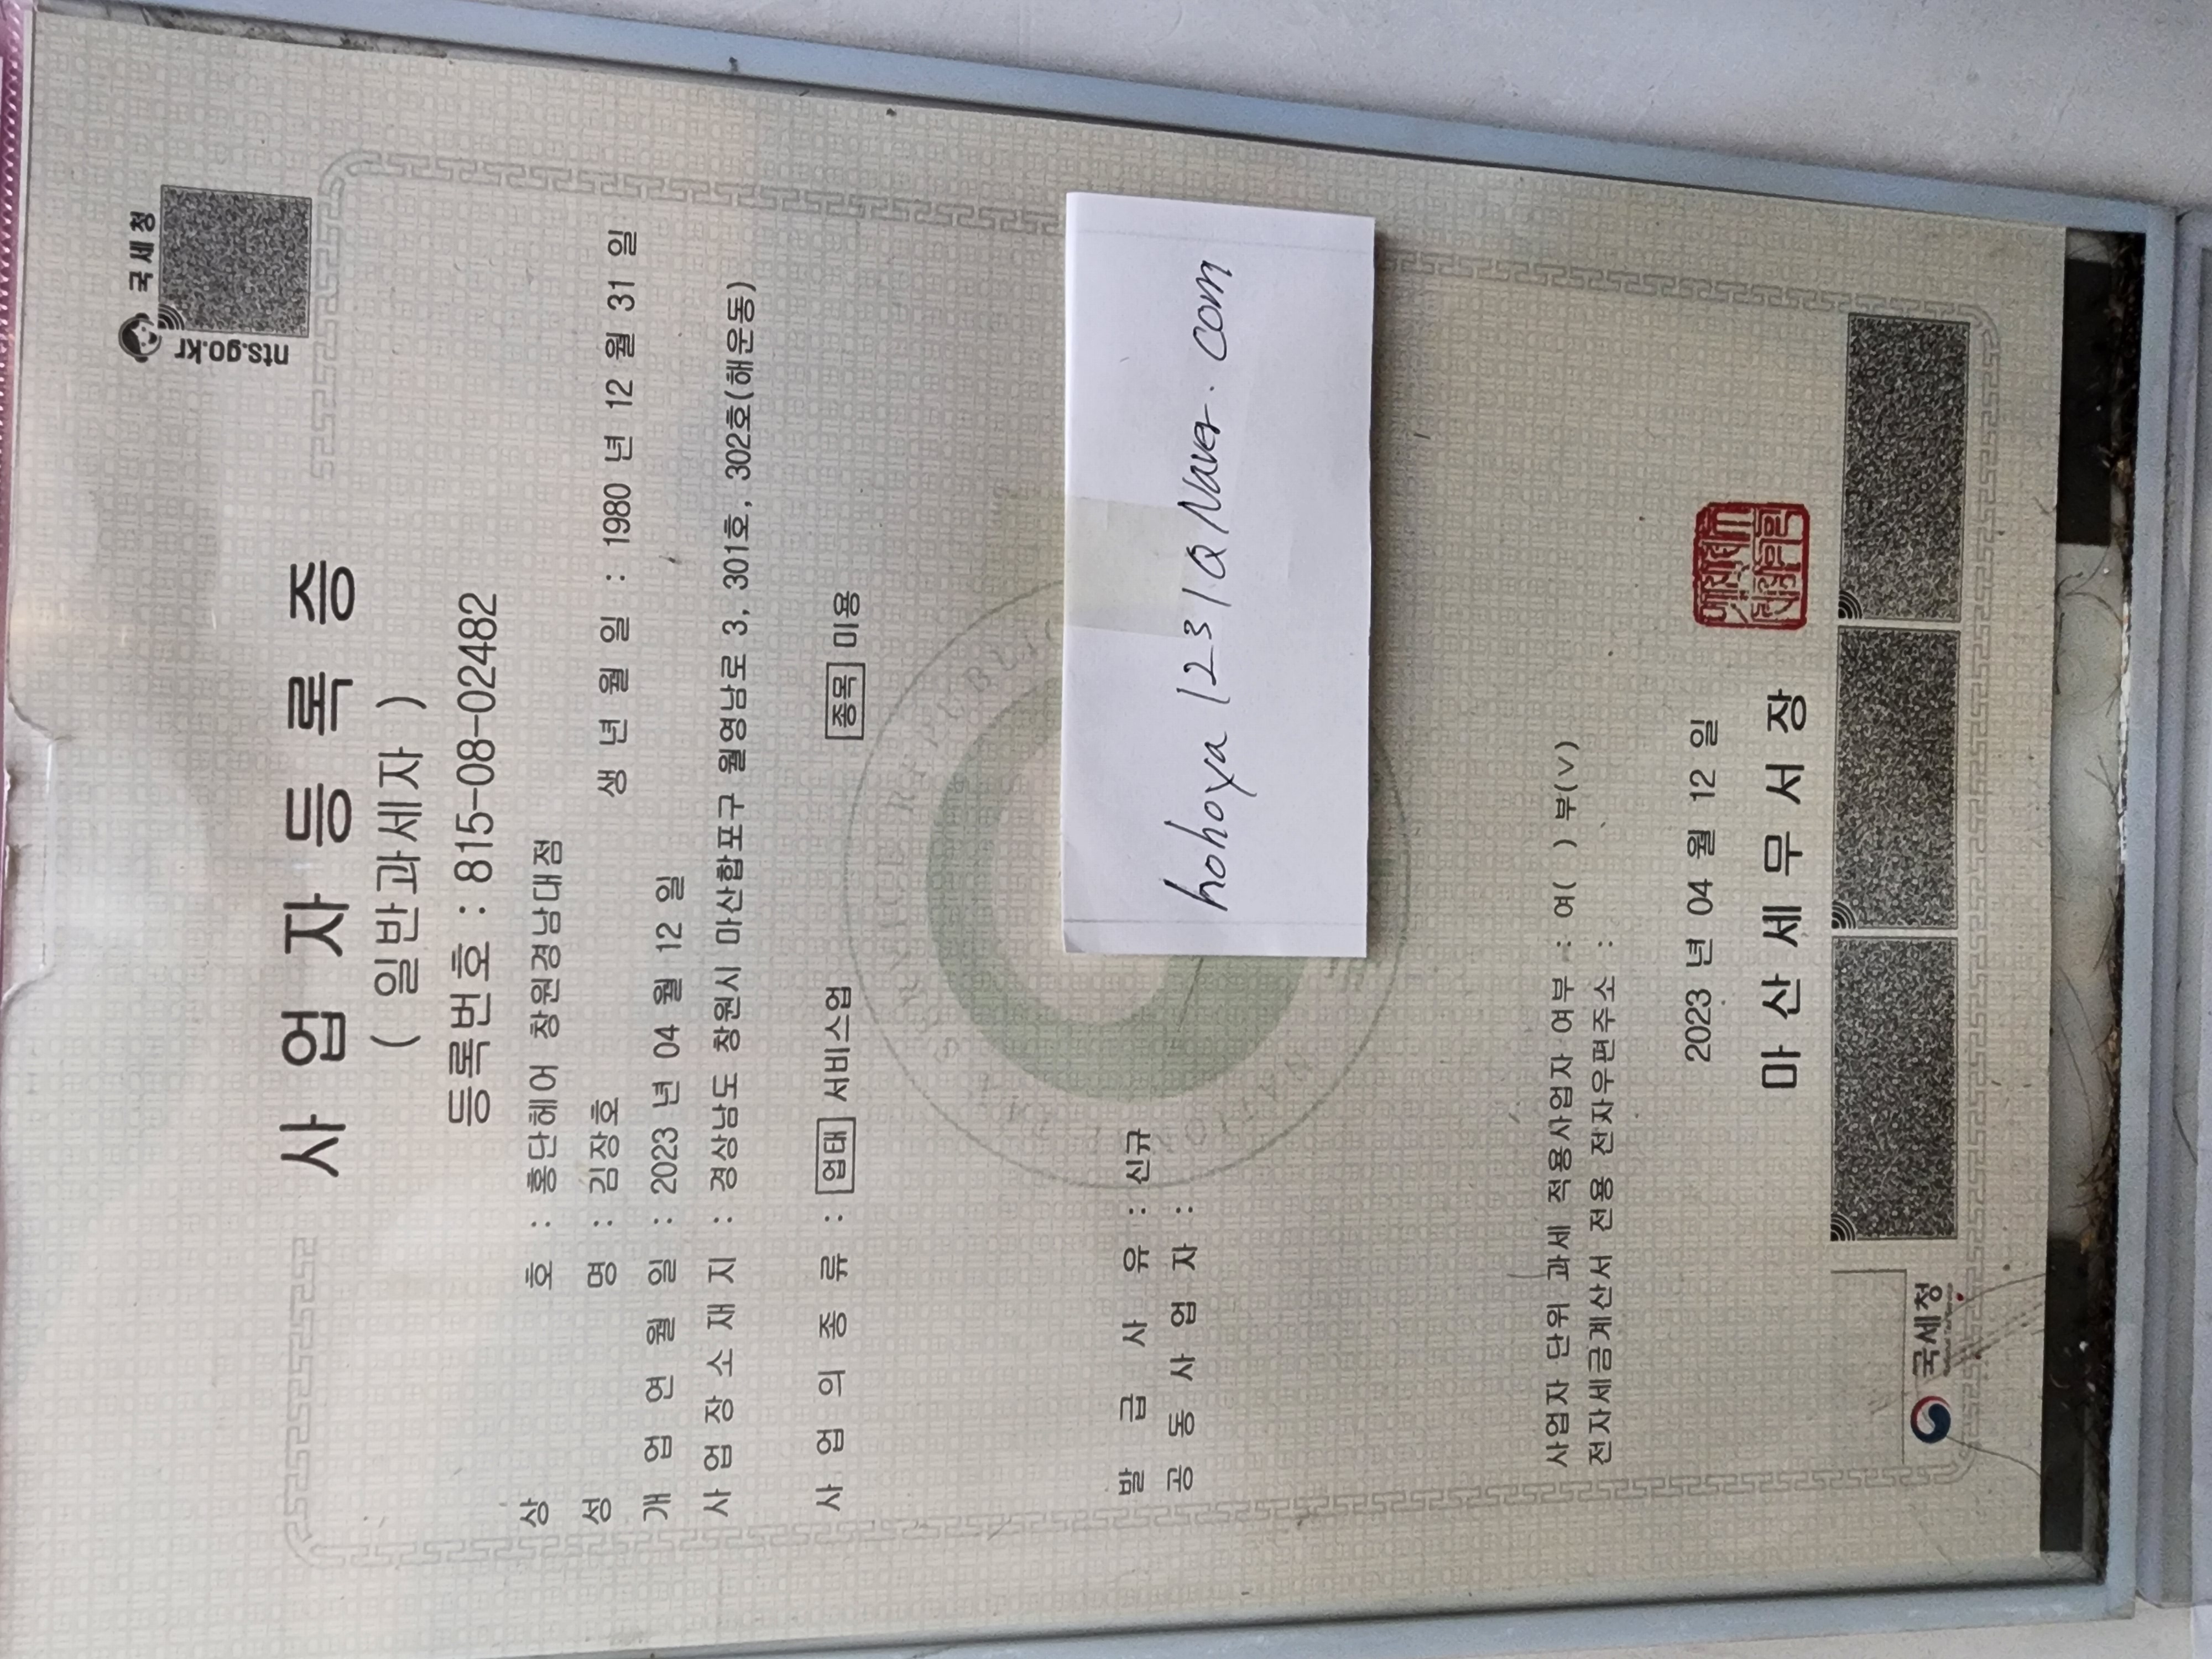 국세청
nts.go.kr
사업자등록증
( 일반과세자 )
등록번호 : 815-08-02482
상 호 : 홍단헤어 창원경남대점
성 명 : 김장호 생 년 월 일 : 1980 년 12 월 31 일
개 업 연 월 일 : 2023 년 04 월 12 일
사 업 장 소 재 지 : 경상남도 창원시 마산합포구 월영남로 3, 301호, 302호(해운동)
사 업 의 종 류 : 업태 서비스업 종목 미용
hohoya1231@Naver.com
발 급 사 유 : 신규
공 동 사 업 자 :
사업자 단위 과세 적용사업자 여부 : 여( ) 부(v)
전자세금계산서 전용 전자우편주소 :
2023 년 04 월 12 일
마 산 세 무 서 장
국세청